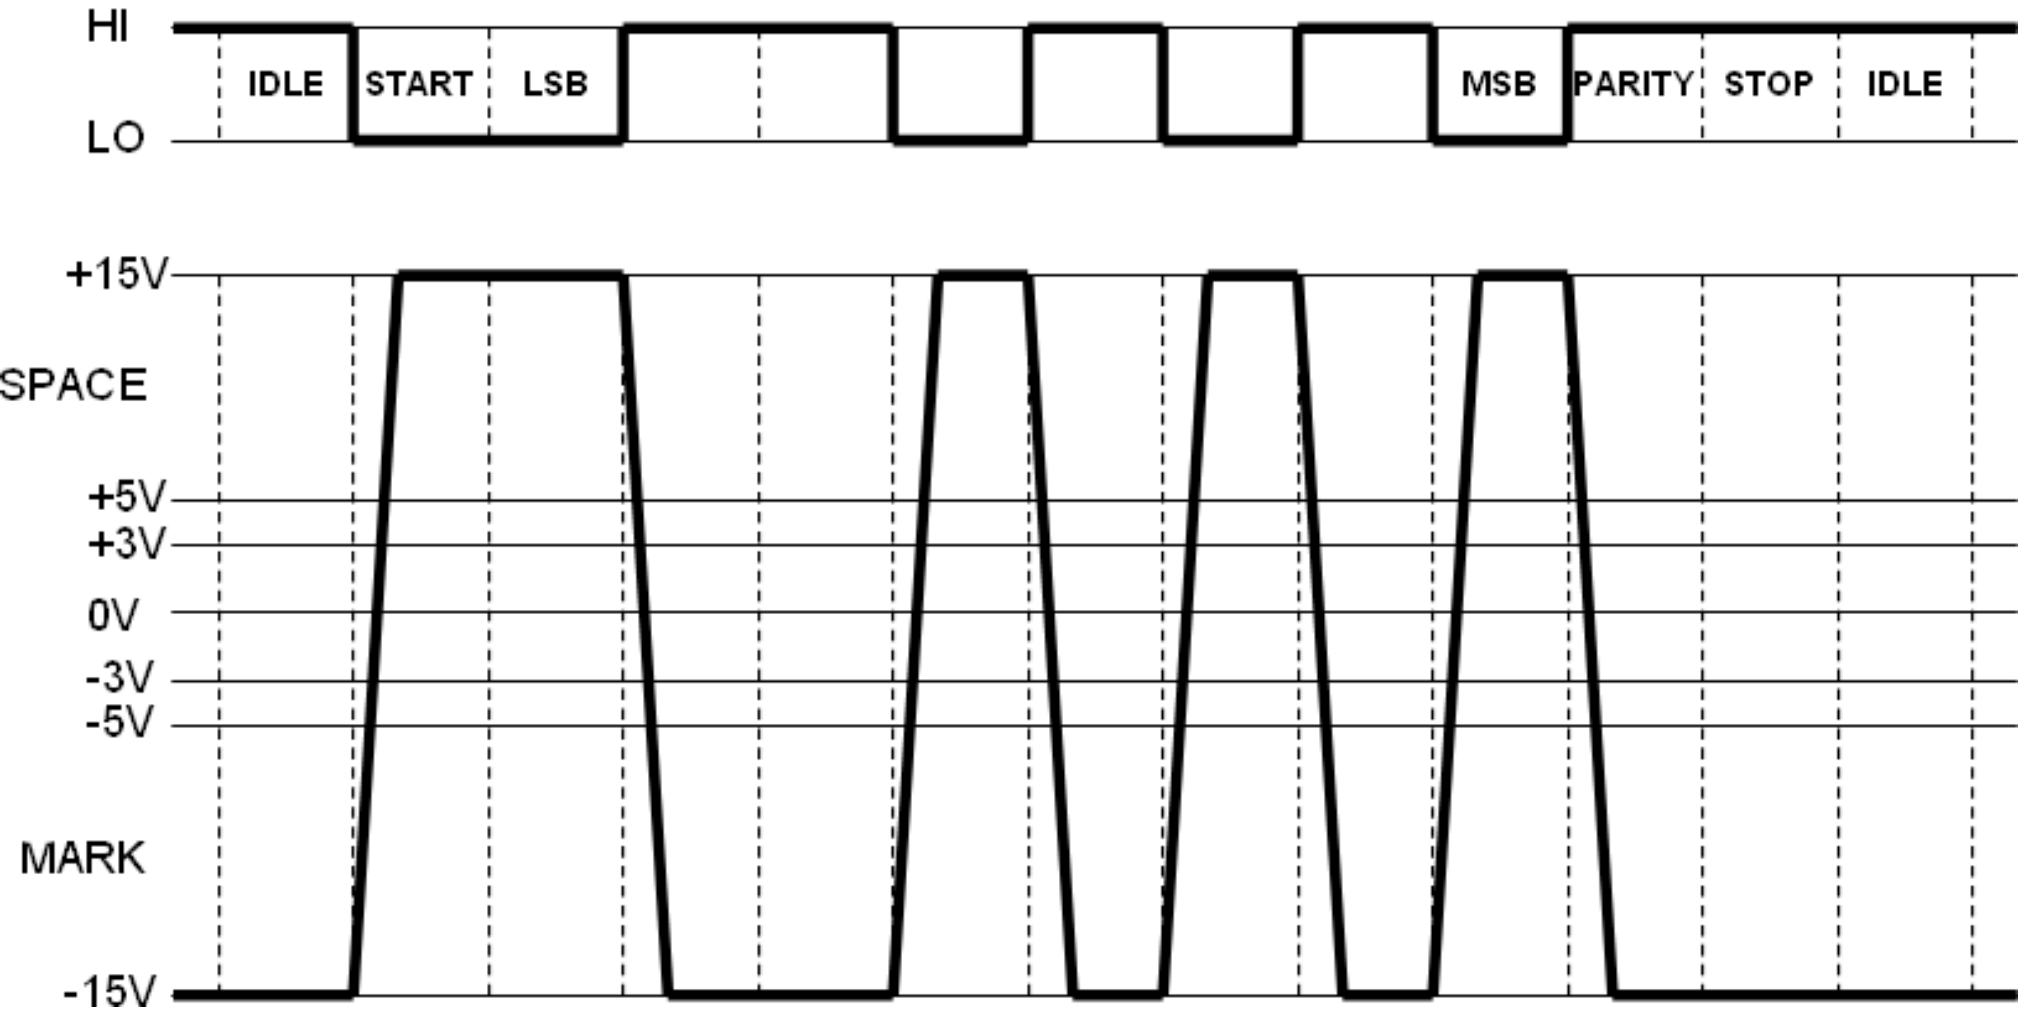 HI
IDLE START LSB MSB PARITY STOP IDLE
LO
+15V
SPACE
+5V
+3V
0V
-3V
-5V
MARK
-15V